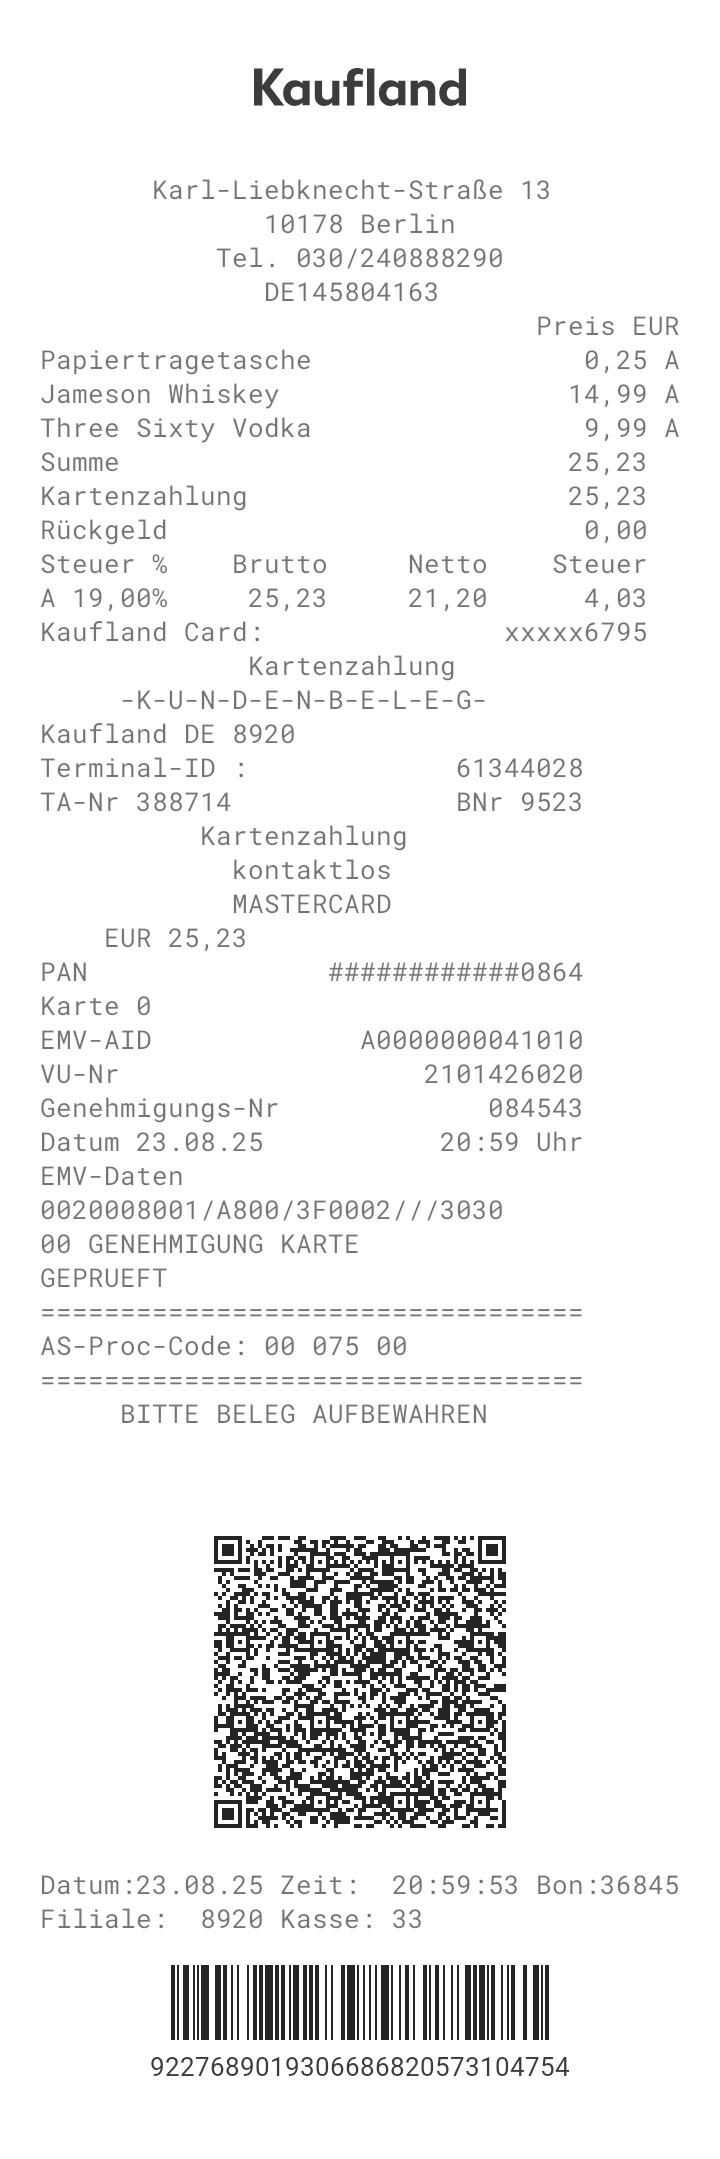 Kaufland
Karl-Liebknecht-Straße 13
10178 Berlin
Tel. 030/240888290
DE145804163
Preis EUR
Papiertragetasche 0,25 A
Jameson Whiskey 14,99 A
Three Sixty Vodka 9,99 A
Summe 25,23
Kartenzahlung 25,23
Rückgeld 0,00
Steuer % Brutto Netto Steuer
A 19,00% 25,23 21,20 4,03
Kaufland Card: xxxxx6795
Kartenzahlung
-K-U-N-D-E-N-B-E-L-E-G-
Kaufland DE 8920
Terminal-ID : 61344028
TA-Nr 388714 BNr 9523
Kartenzahlung
kontaktlos
MASTERCARD
EUR 25,23
PAN ############0864
Karte 0
EMV-AID A0000000041010
VU-Nr 2101426020
Genehmigungs-Nr 084543
Datum 23.08.25 20:59 Uhr
EMV-Daten
0020008001/A800/3F0002///3030
00 GENEHMIGUNG KARTE
GEPRUEFT
==================================
AS-Proc-Code: 00 075 00
==================================
BITTE BELEG AUFBEWAHREN
Datum:23.08.25 Zeit: 20:59:53 Bon:36845
Filiale: 8920 Kasse: 33
9227689019306686820573104754